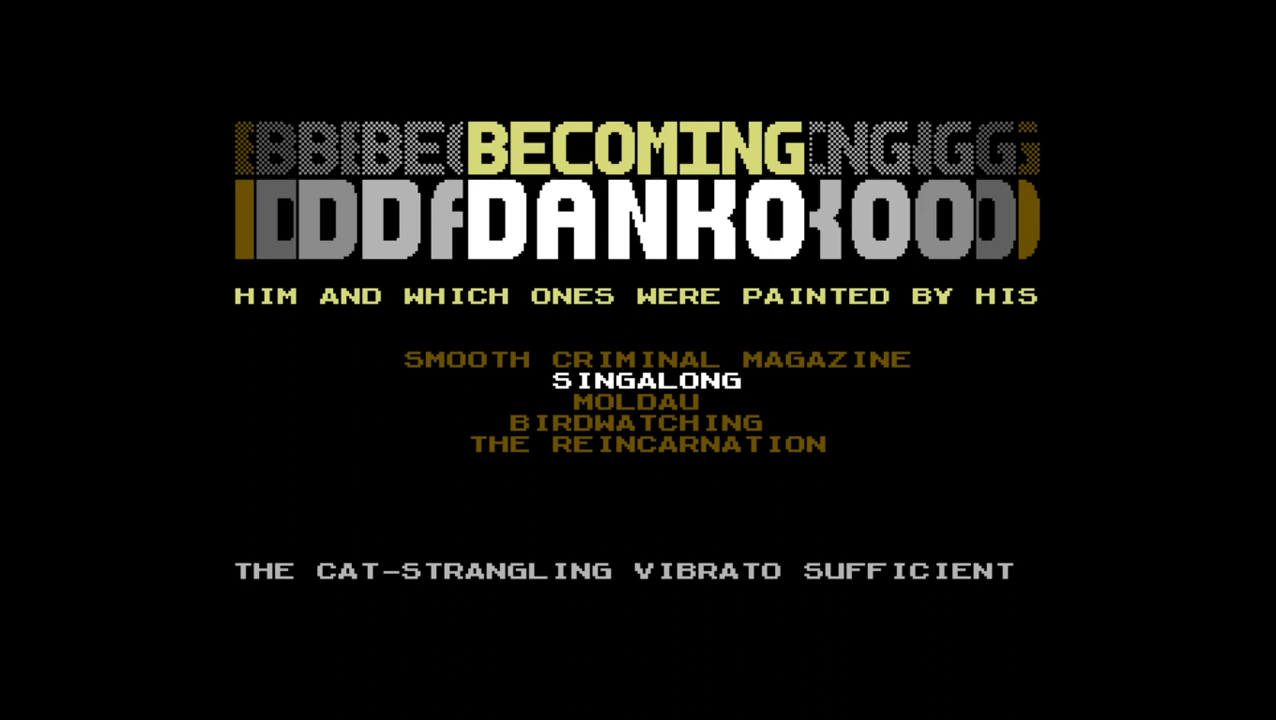 BECOMING
DANKO
HIM AND WHICH ONES WERE PAINTED BY HIS
SMOOTH CRIMINAL MAGAZINE
SINGALONG
MOLDAU
BIRDWATCHING
THE REINCARNATION
THE CAT-STRANGLING VIBRATO SUFFICIENT